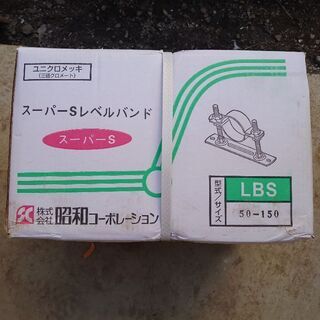 ユニクロメッキ
(三価クロメート)
スーパーSレベルバンド
スーパーS
株式会社 昭和コーポレーション
型式/サイズ
LBS
50-150